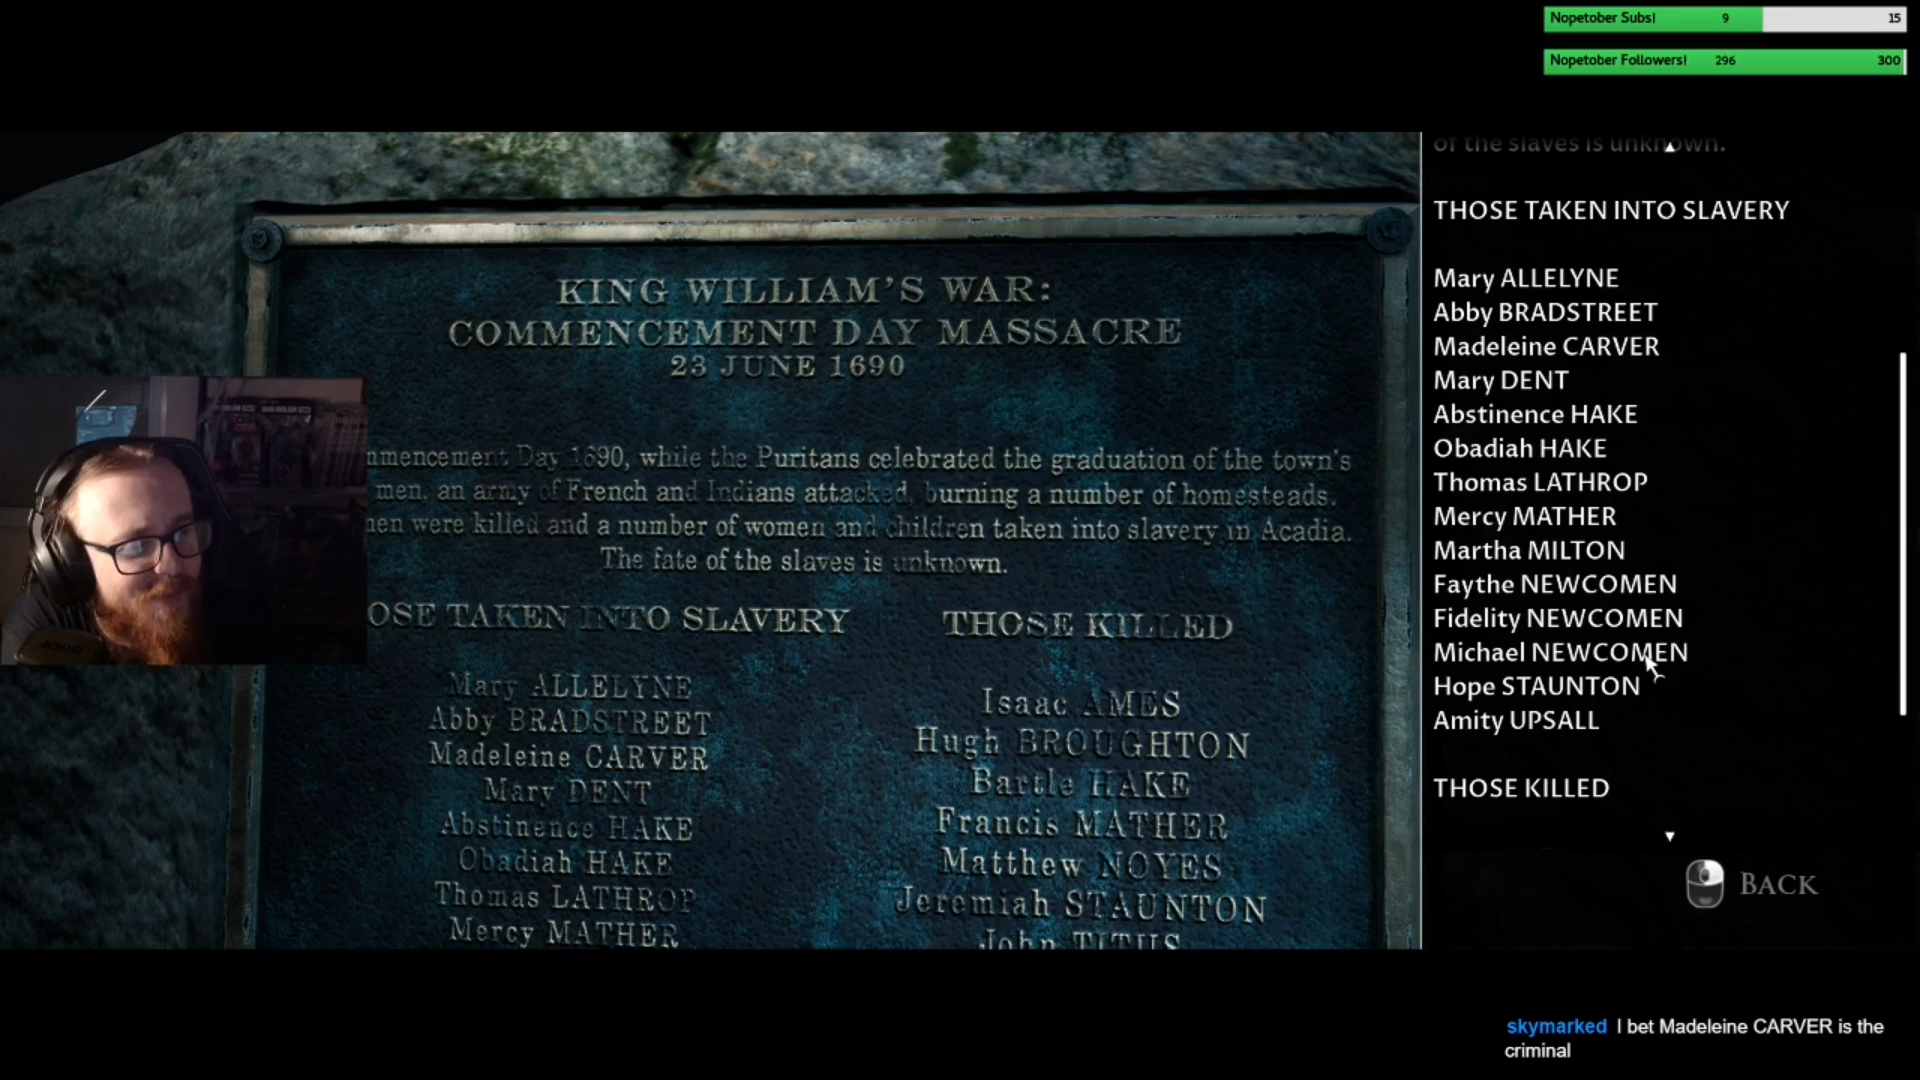 Nopetober Subs! 9 15
Nopetober Followers! 296 300
KING WILLIAM'S WAR:
COMMENCEMENT DAY MASSACRE
23 JUNE 1690
Day 1690, while the Puritans celebrated the graduation of the town's
men, an army of French and Indians attacked, burning a number of homesteads.
were killed and a number of women and children taken into slavery in Acadia.
The fate of the slaves is unknown.
TAKEN INTO SLAVERY
Mary ALLELYNE
Abby BRADSTREET
Madeleine CARVER
Mary DENT
Abstinence HAKE
Obadiah HAKE
Thomas LATHROP
Mercy MATHER
THOSE KILLED
Isaac AMES
Hugh BROUGHTON
Bartle HAKE
Francis MATHER
Matthew NOYES
Jeremiah STAUNTON
John TITUS
of the slaves is unknown.
THOSE TAKEN INTO SLAVERY
Mary ALLELYNE
Abby BRADSTREET
Madeleine CARVER
Mary DENT
Abstinence HAKE
Obadiah HAKE
Thomas LATHROP
Mercy MATHER
Martha MILTON
Faythe NEWCOMEN
Fidelity NEWCOMEN
Michael NEWCOMEN
Hope STAUNTON
Amity UPSALL
THOSE KILLED
BACK
skymarked I bet Madeleine CARVER is the
criminal